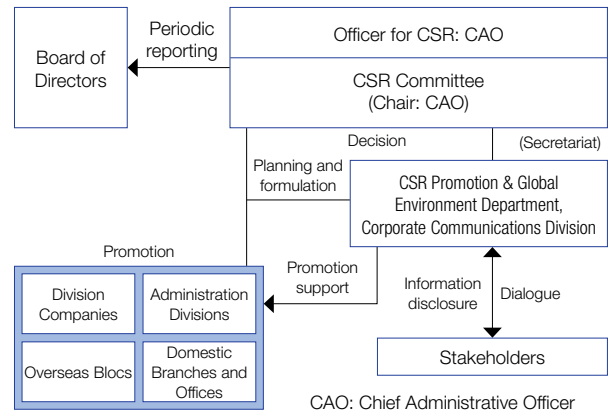 Board of
Directors
Periodic
reporting
Officer for CSR: CAO
CSR Committee
(Chair: CAO)
Decision
(Secretariat)
Planning and
formulation
CSR Promotion & Global
Environment Department,
Corporate Communications Division
Promotion
Division
Companies
Administration
Divisions
Overseas Blocs
Domestic
Branches and
Offices
Promotion
support
Information
disclosure
Dialogue
Stakeholders
CAO: Chief Administrative Officer